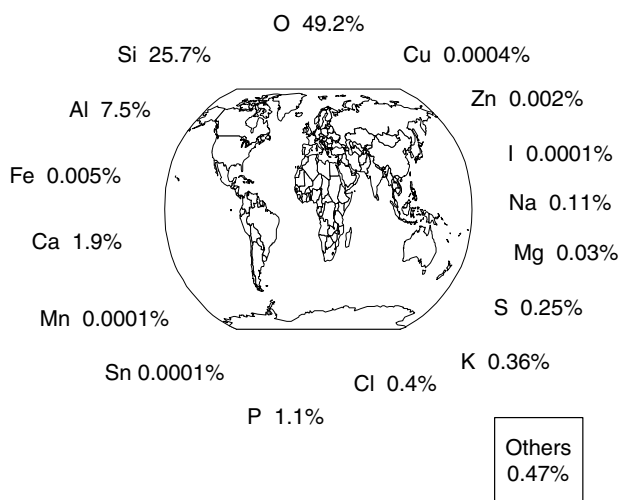 O 49.2%
Si 25.7%
Cu 0.0004%
Al 7.5%
Zn 0.002%
Fe 0.005%
I 0.0001%
Na 0.11%
Ca 1.9%
Mg 0.03%
Mn 0.0001%
S 0.25%
Sn 0.0001%
K 0.36%
Cl 0.4%
P 1.1%
Others
0.47%